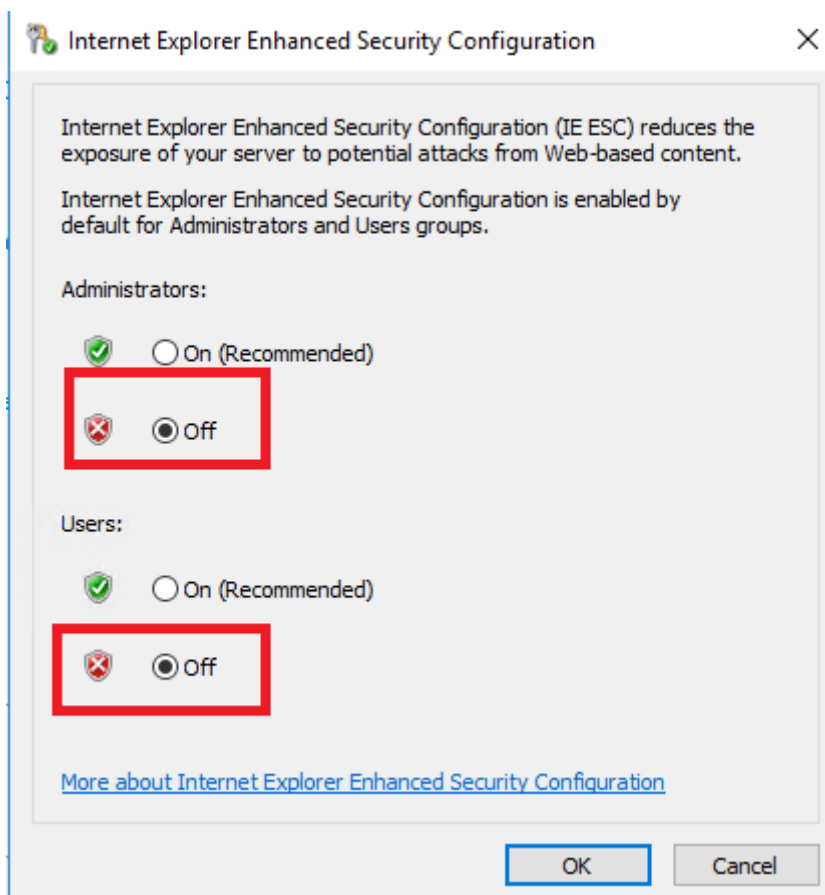 Internet Explorer Enhanced Security Configuration
Internet Explorer Enhanced Security Configuration (IE ESC) reduces the
exposure of your server to potential attacks from Web-based content.
Internet Explorer Enhanced Security Configuration is enabled by
default for Administrators and Users groups.
Administrators:
On (Recommended)
Off
Users:
On (Recommended)
Off
More about Internet Explorer Enhanced Security Configuration
OK Cancel